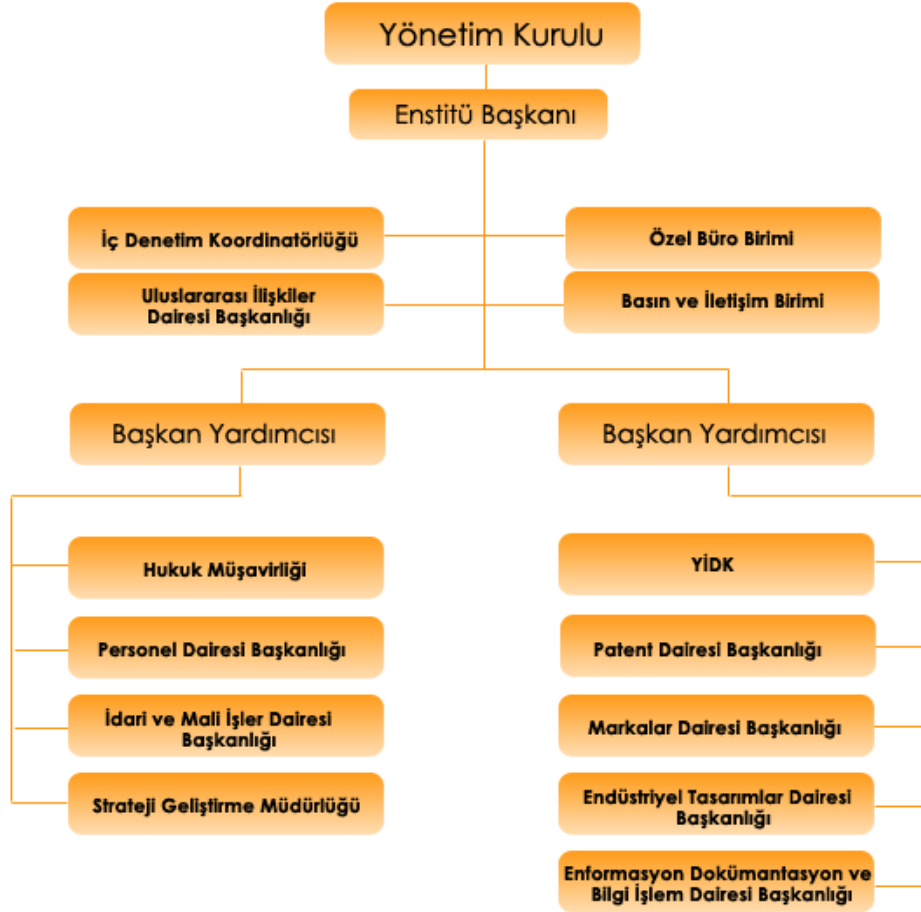 Yönetim Kurulu
Enstitü Başkanı
İç Denetim Koordinatörlüğü
Özel Büro Birimi
Uluslararası İlişkiler
Dairesi Başkanlığı
Basın ve İletişim Birimi
Başkan Yardımcısı
Başkan Yardımcısı
Hukuk Müşavirliği
Personel Dairesi Başkanlığı
İdari ve Mali İşler Dairesi
Başkanlığı
Strateji Geliştirme Müdürlüğü
YİDK
Patent Dairesi Başkanlığı
Markalar Dairesi Başkanlığı
Endüstriyel Tasarımlar Dairesi
Başkanlığı
Enformasyon Dokümantasyon ve
Bilgi İşlem Dairesi Başkanlığı